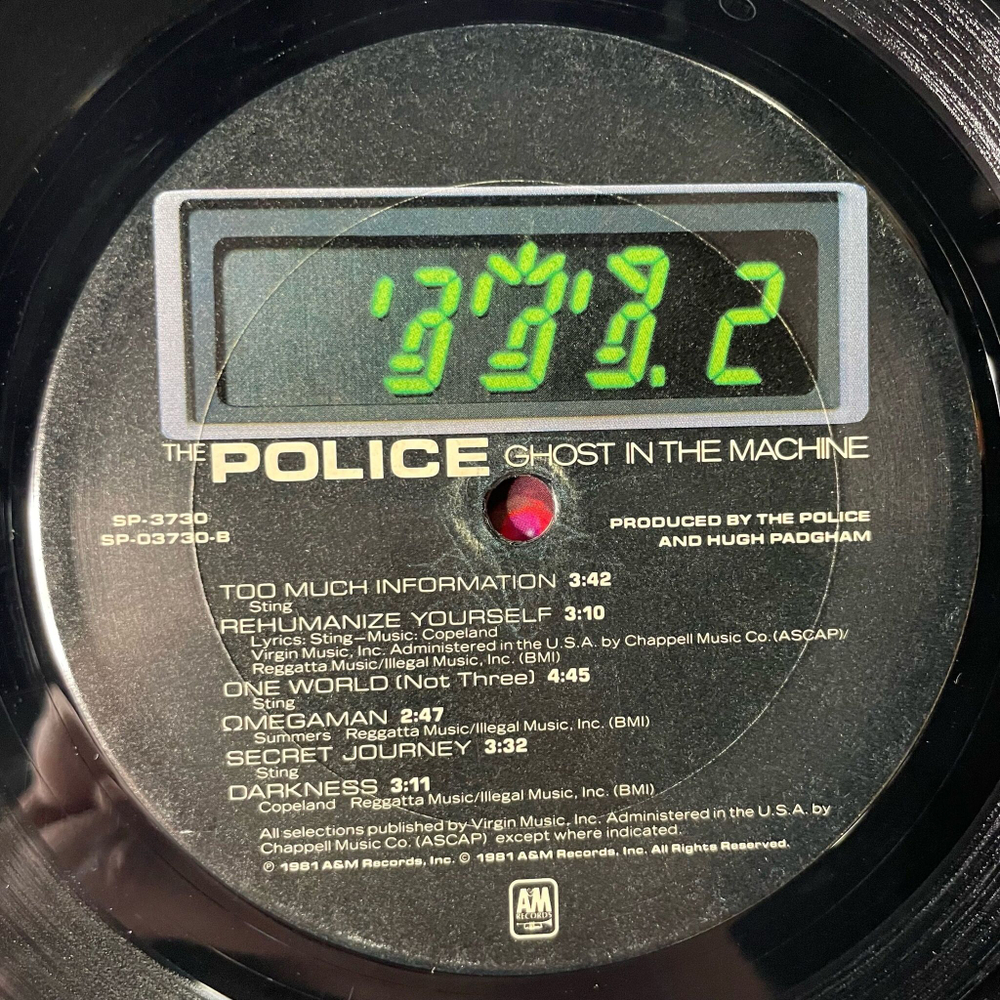 .2
THE POLICE GHOST IN THE MACHINE
SP-3730
SP-03730-B
PRODUCED BY THE POLICE
AND HUGH PADGHAM
TOO MUCH INFORMATION 3:42
Sting
REHUMANIZE YOURSELF 3:10
Lyrics: Sting—Music: Copeland
Virgin Music, Inc. Administered in the U.S.A. by Chappell Music Co.(ASCAP)/
Reggatta Music/Illegal Music, Inc. (BMI)
ONE WORLD (Not Three) 4:45
Sting
ΩMEGAMAN 2:47
Summers Reggatta Music/Illegal Music, Inc. (BMI)
SECRET JOURNEY 3:32
Sting
DARKNESS 3:11
Copeland Reggatta Music/Illegal Music, Inc. (BMI)
All selections published by Virgin Music, Inc. Administered in the U.S.A. by
Chappell Music Co. (ASCAP) except where indicated.
℗ 1981 A&M Records, Inc. © 1981 A&M Records, Inc. All Rights Reserved.
A&M
RECORDS